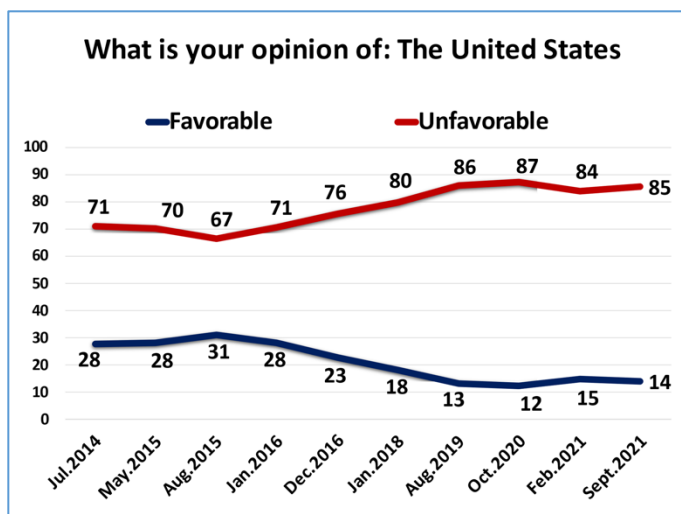 What is your opinion of: The United States
Favorable Unfavorable
100
90
80
70
60
50
40
30
20
10
0
71 70 67 71 76 80 86 87 84 85
28 28 31 28 23 18 13 12 15 14
Jul.2014 May.2015 Aug.2015 Jan.2016 Dec.2016 Jan.2018 Aug.2019 Oct.2020 Feb.2021 Sept.2021